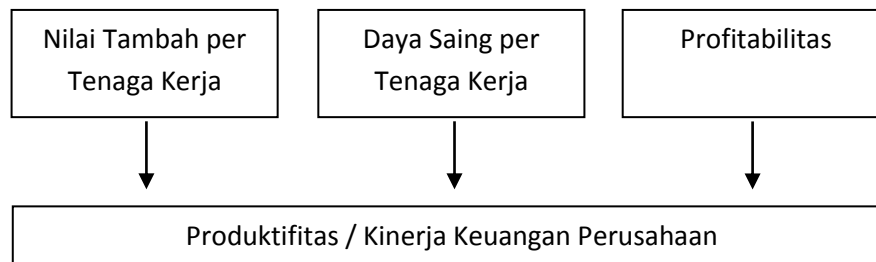 Nilai Tambah per
Tenaga Kerja
Daya Saing per
Tenaga Kerja
Profitabilitas
Produktifitas / Kinerja Keuangan Perusahaan